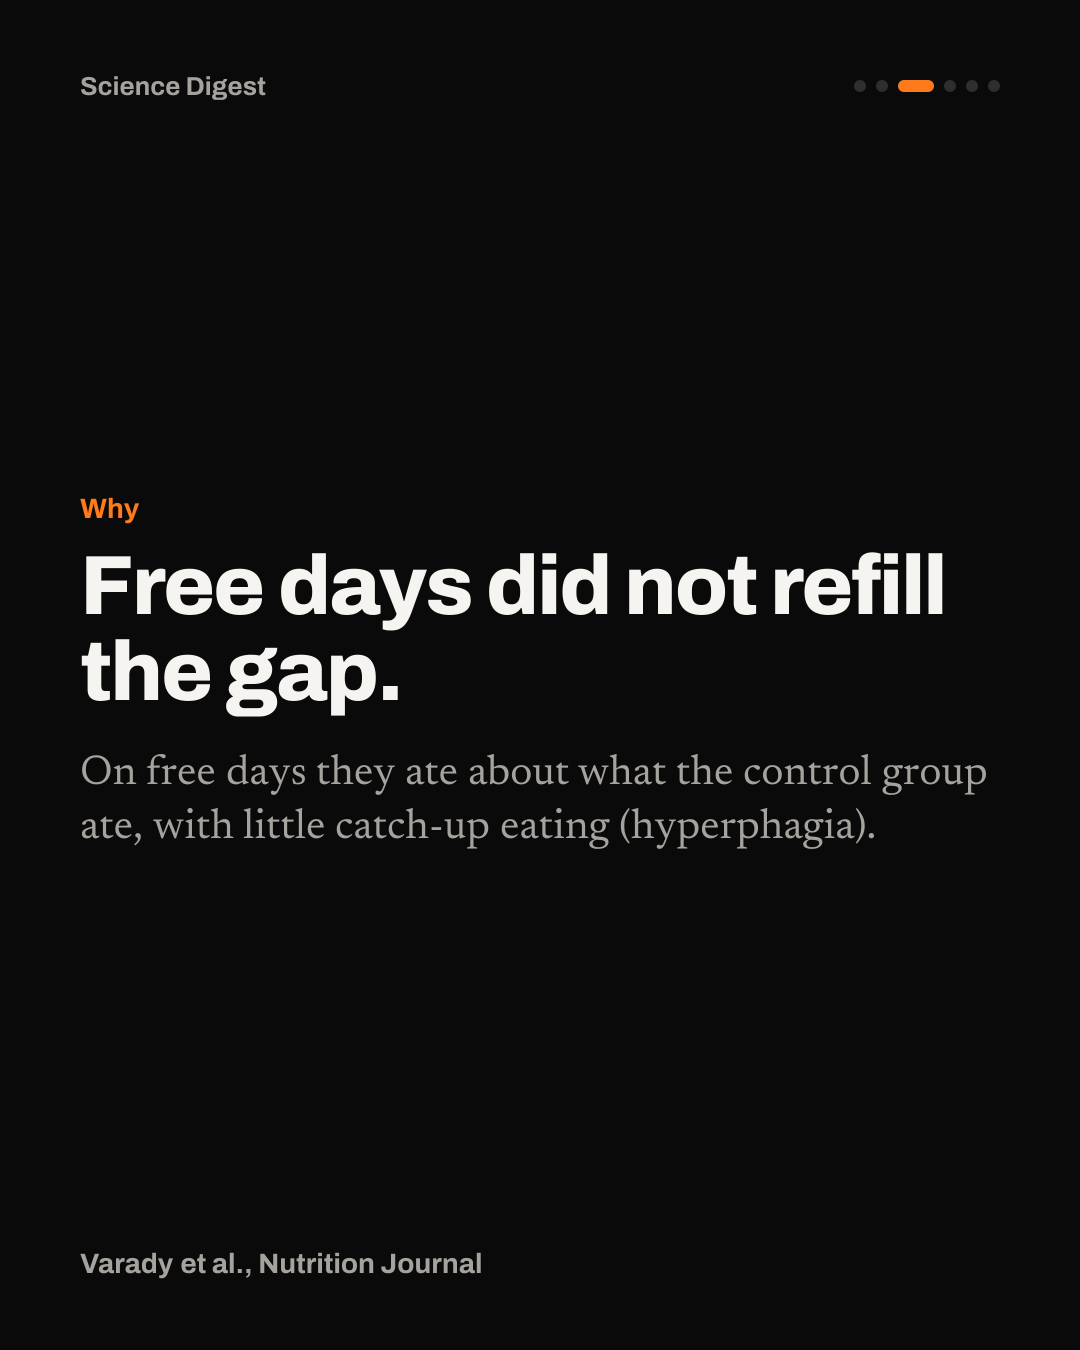 Science Digest
Why
Free days did not refill
the gap.
On free days they ate about what the control group
ate, with little catch-up eating (hyperphagia).
Varady et al., Nutrition Journal